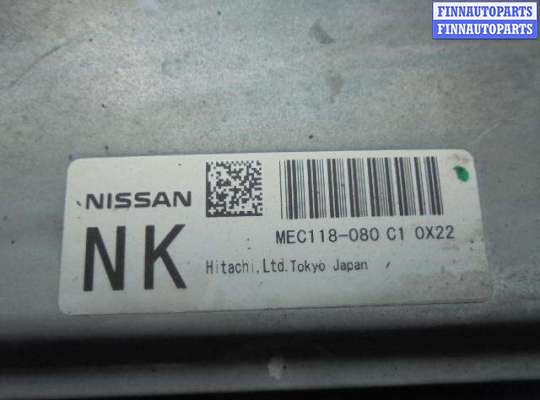 FINNAUTOPARTS
FINNAUTOPARTS
NISSAN
NK
MEC118-080 C1 0X22
Hitachi,Ltd.Tokyo Japan